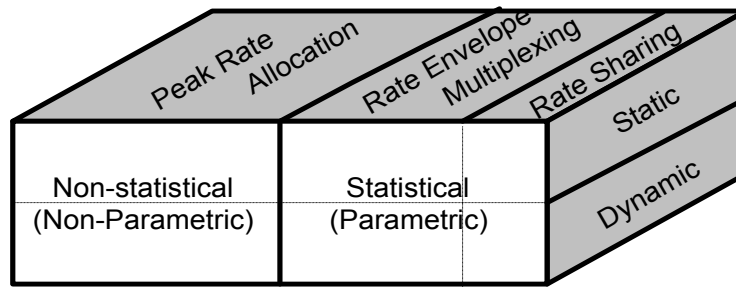 Peak Rate
Allocation
Rate Envelope
Multiplexing
Rate Sharing
Static
Dynamic
Non-statistical
(Non-Parametric)
Statistical
(Parametric)